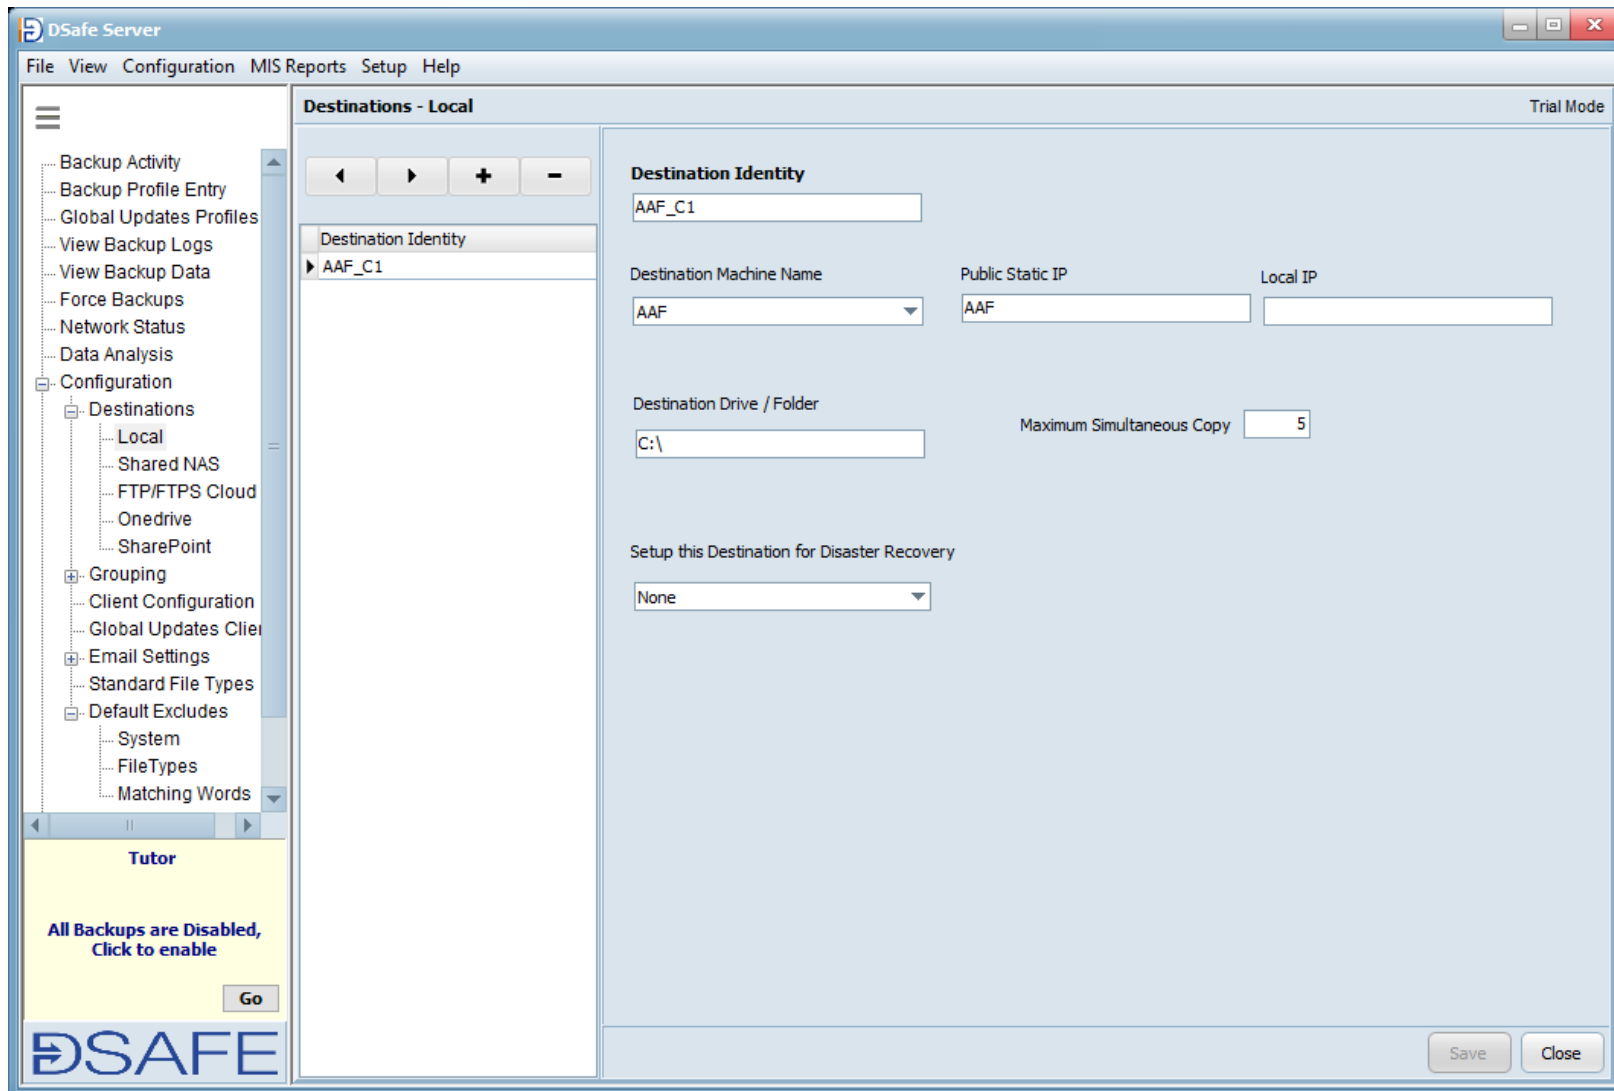 DSafe Server
File View Configuration MIS Reports Setup Help
Destinations - Local
Trial Mode
Backup Activity
Backup Profile Entry
Global Updates Profiles
View Backup Logs
View Backup Data
Force Backups
Network Status
Data Analysis
Configuration
Destinations
Local
Shared NAS
FTP/FTPS Cloud
Onedrive
SharePoint
Grouping
Client Configuration
Global Updates Clie
Email Settings
Standard File Types
Default Excludes
System
FileTypes
Matching Words
Tutor
All Backups are Disabled,
Click to enable
Go
DSAFE
Destination Identity
AAF_C1
Destination Identity
AAF_C1
Destination Machine Name
AAF
Public Static IP
AAF
Local IP
Destination Drive / Folder
C:\
Maximum Simultaneous Copy 5
Setup this Destination for Disaster Recovery
None
Save Close